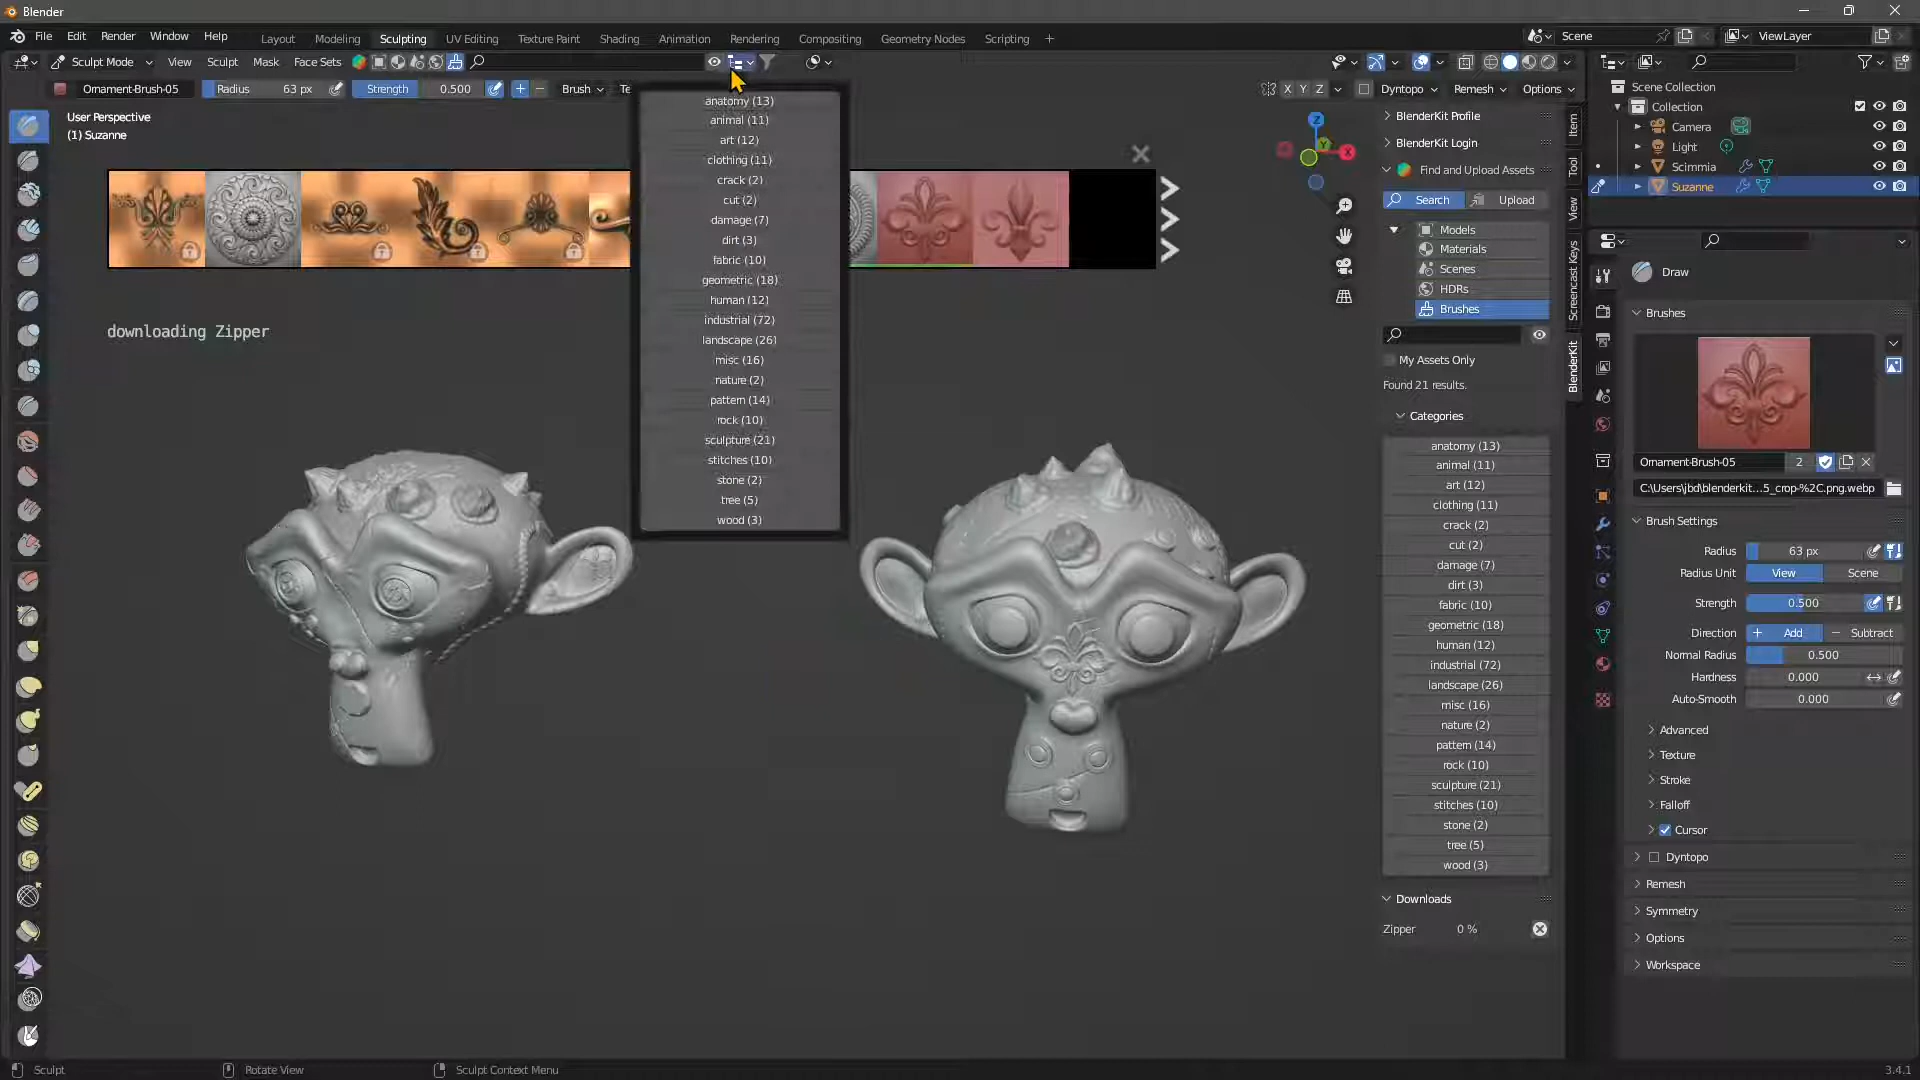 Blender
File Edit Render Window Help
Layout Modeling Sculpting UV Editing Texture Paint Shading Animation Rendering Compositing Geometry Nodes Scripting +
Scene
ViewLayer
Sculpt Mode View Sculpt Mask Face Sets
Ornament-Brush-05 Radius 63 px Strength 0.500 + − Brush Te
X Y Z Dyntopo Remesh Options
User Perspective
(1) Suzanne
downloading Zipper
anatomy (13)
animal (11)
art (12)
clothing (11)
crack (2)
cut (2)
damage (7)
dirt (3)
fabric (10)
geometric (18)
human (12)
industrial (72)
landscape (26)
misc (16)
nature (2)
pattern (14)
rock (10)
sculpture (21)
stitches (10)
stone (2)
tree (5)
wood (3)
Z
Y
X
BlenderKit Profile
BlenderKit Login
Find and Upload Assets
Search Upload
Models
Materials
Scenes
HDRs
Brushes
My Assets Only
Found 21 results.
Categories
anatomy (13)
animal (11)
art (12)
clothing (11)
crack (2)
cut (2)
damage (7)
dirt (3)
fabric (10)
geometric (18)
human (12)
industrial (72)
landscape (26)
misc (16)
nature (2)
pattern (14)
rock (10)
sculpture (21)
stitches (10)
stone (2)
tree (5)
wood (3)
Downloads
Zipper 0 %
Item
Tool
View
Screencast Keys
BlenderKit
Scene Collection
Collection
Camera
Light
Scimmia
Suzanne
Draw
Brushes
Ornament-Brush-05 2
C:\Users\jbd\blenderkit...5_crop-%2C.png.webp
Brush Settings
Radius 63 px
Radius Unit View Scene
Strength 0.500
Direction + Add − Subtract
Normal Radius 0.500
Hardness 0.000
Auto-Smooth 0.000
Advanced
Texture
Stroke
Falloff
Cursor
Dyntopo
Remesh
Symmetry
Options
Workspace
Sculpt Rotate View Sculpt Context Menu
3.4.1